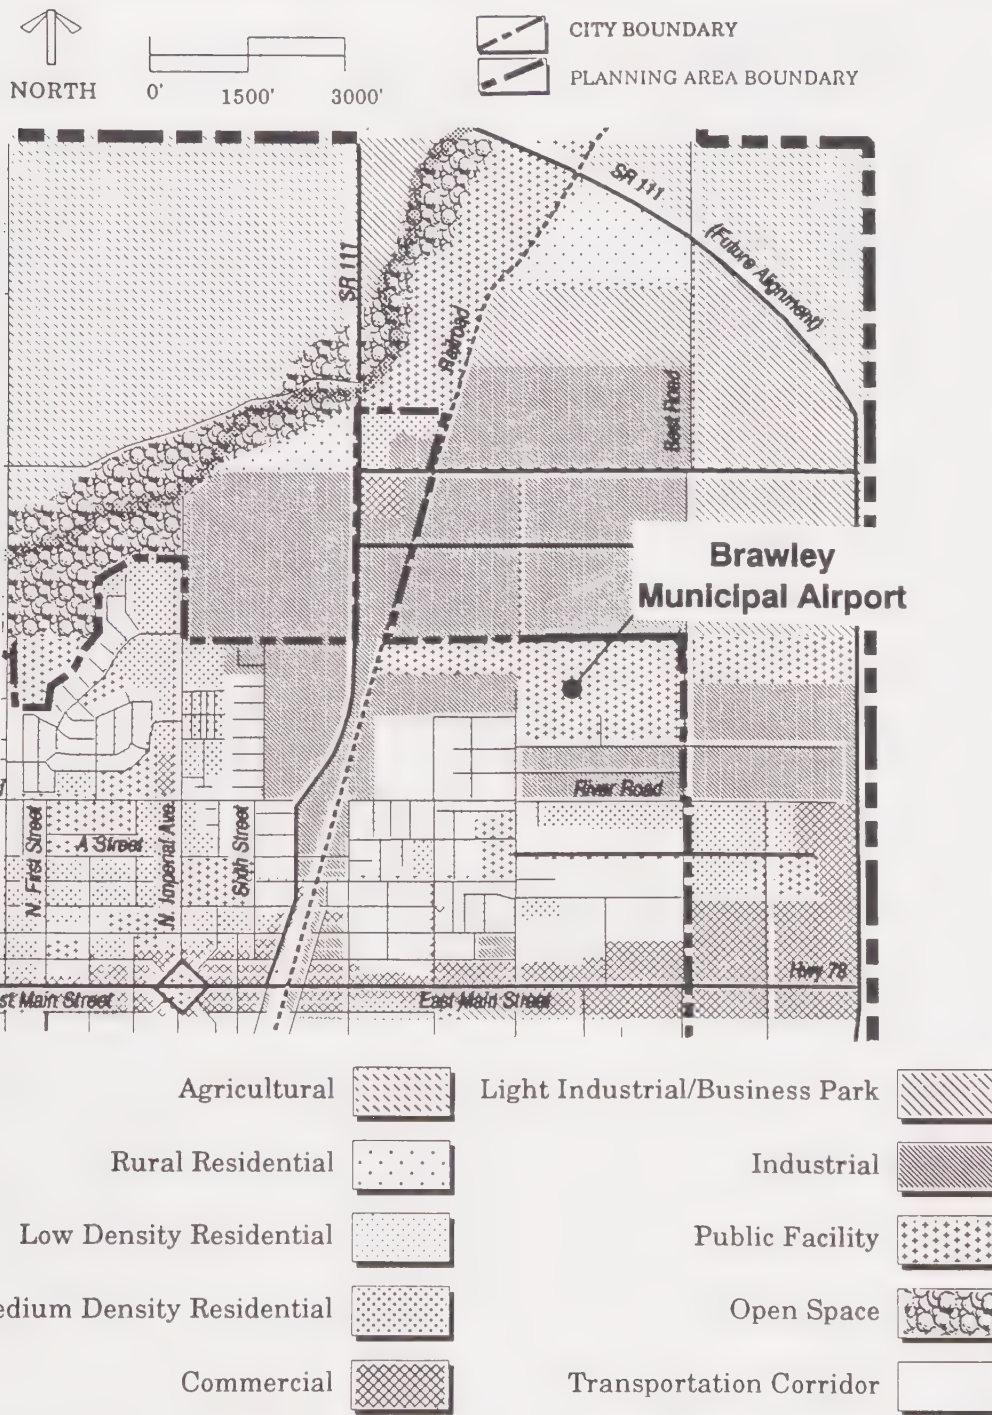 NORTH
0' 1500' 3000'
CITY BOUNDARY
PLANNING AREA BOUNDARY
SR 111
SR 111
(Future Alignment)
Railroad
Best Road
Brawley
Municipal Airport
River Road
N. First Street
A Street
N. Imperial Ave.
Sixth Street
Hwy 78
st Main Street
East Main Street
Agricultural
Rural Residential
Low Density Residential
edium Density Residential
Commercial
Light Industrial/Business Park
Industrial
Public Facility
Open Space
Transportation Corridor